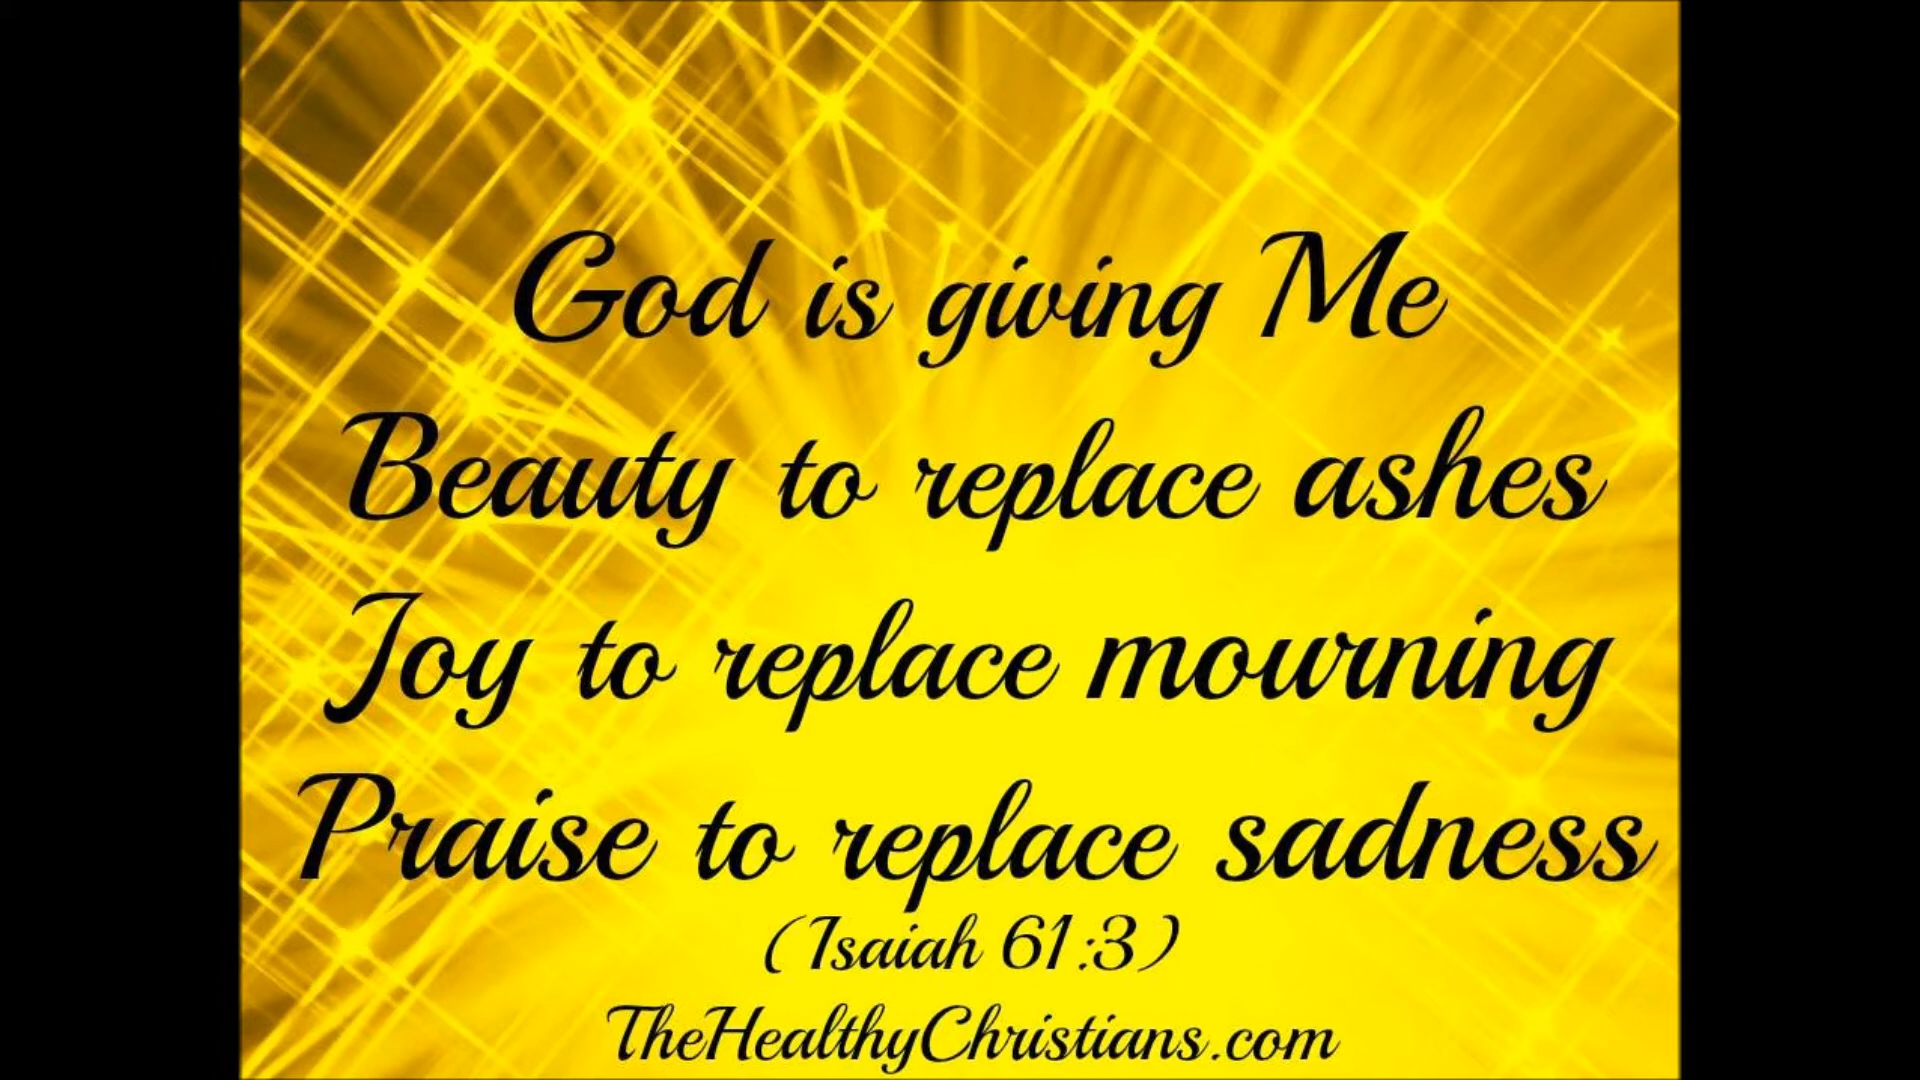 God is giving Me
Beauty to replace ashes
Joy to replace mourning
Praise to replace sadness
(Isaiah 61:3)
TheHealthyChristians.com